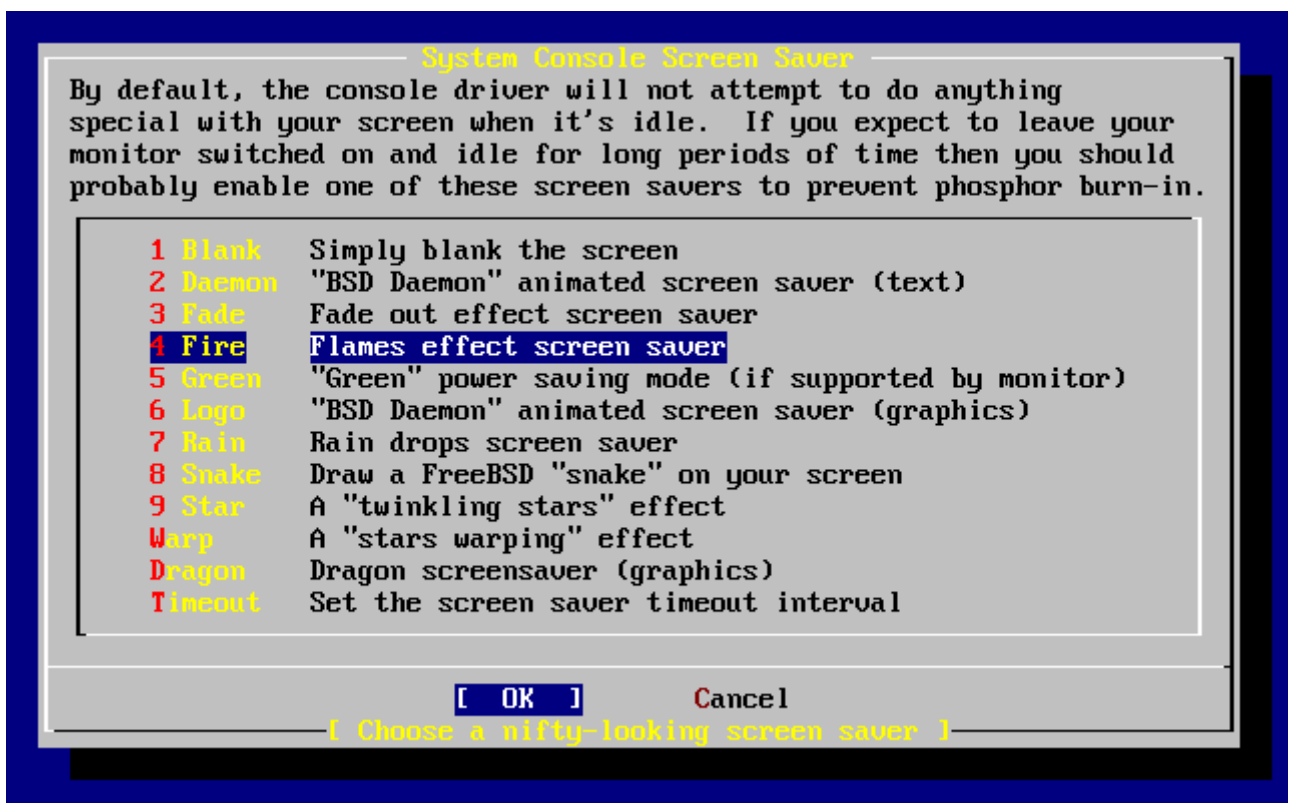 System Console Screen Saver
By default, the console driver will not attempt to do anything
special with your screen when it's idle.  If you expect to leave your
monitor switched on and idle for long periods of time then you should
probably enable one of these screen savers to prevent phosphor burn-in.
1 Blank   Simply blank the screen
2 Daemon  "BSD Daemon" animated screen saver (text)
3 Fade    Fade out effect screen saver
4 Fire    Flames effect screen saver
5 Green   "Green" power saving mode (if supported by monitor)
6 Logo    "BSD Daemon" animated screen saver (graphics)
7 Rain    Rain drops screen saver
8 Snake   Draw a FreeBSD "snake" on your screen
9 Star    A "twinkling stars" effect
Warp      A "stars warping" effect
Dragon    Dragon screensaver (graphics)
Timeout   Set the screen saver timeout interval
[  OK  ]       Cancel
[ Choose a nifty-looking screen saver ]